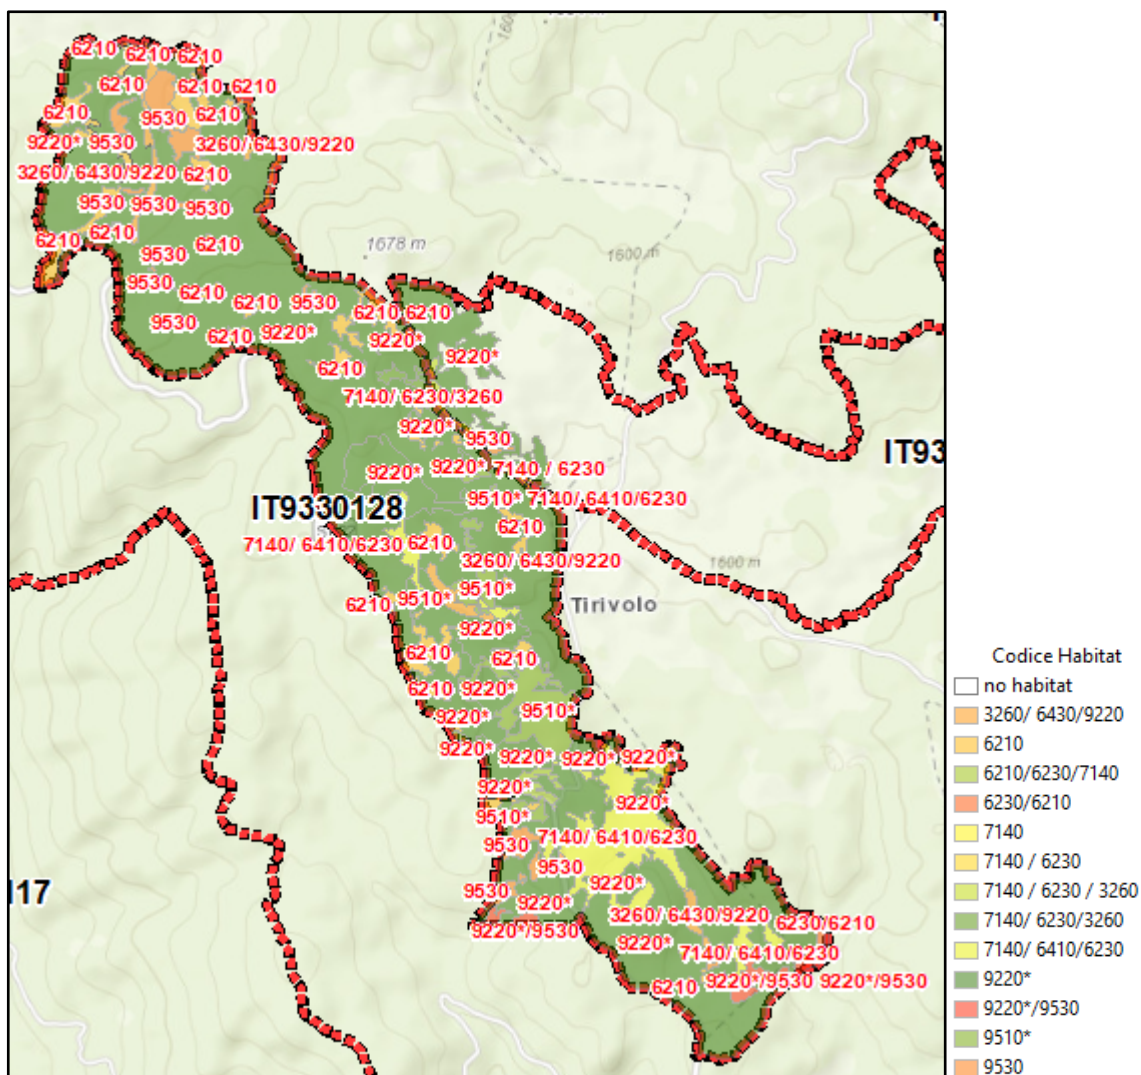 1600
6210 6210 6210
6210 6210 6210
6210 9530 6210
9220* 9530 3260/ 6430/9220
3260/ 6430/9220 6210
9530 9530 9530
6210 6210 6210
1678 m
1600 m
9530
9530 6210 9530
9530 6210 6210 6210
6210 9220* 9220*
9220*
6210
7140/ 6230/3260
9220* 9530
9220* 9220* 7140 / 6230
IT93
9510* 7140/ 6410/6230
IT9330128
6210
7140/ 6410/6230 6210
3260/ 6430/9220
1600 m
9510*
6210 9510*
Tirivolo
9220*
6210 6210
6210 9220*
9220* 9510*
9220* 9220* 9220* 9220*
9220* 9220*
9510*
9530 7140/ 6410/6230
9530
9530 9220*
9220*
I17
3260/ 6430/9220 6230/6210
9220*/9530 9220*
7140/ 6410/6230
6210 9220*/9530 9220*/9530
Codice Habitat
no habitat
3260/ 6430/9220
6210
6210/6230/7140
6230/6210
7140
7140 / 6230
7140 / 6230 / 3260
7140/ 6230/3260
7140/ 6410/6230
9220*
9220*/9530
9510*
9530